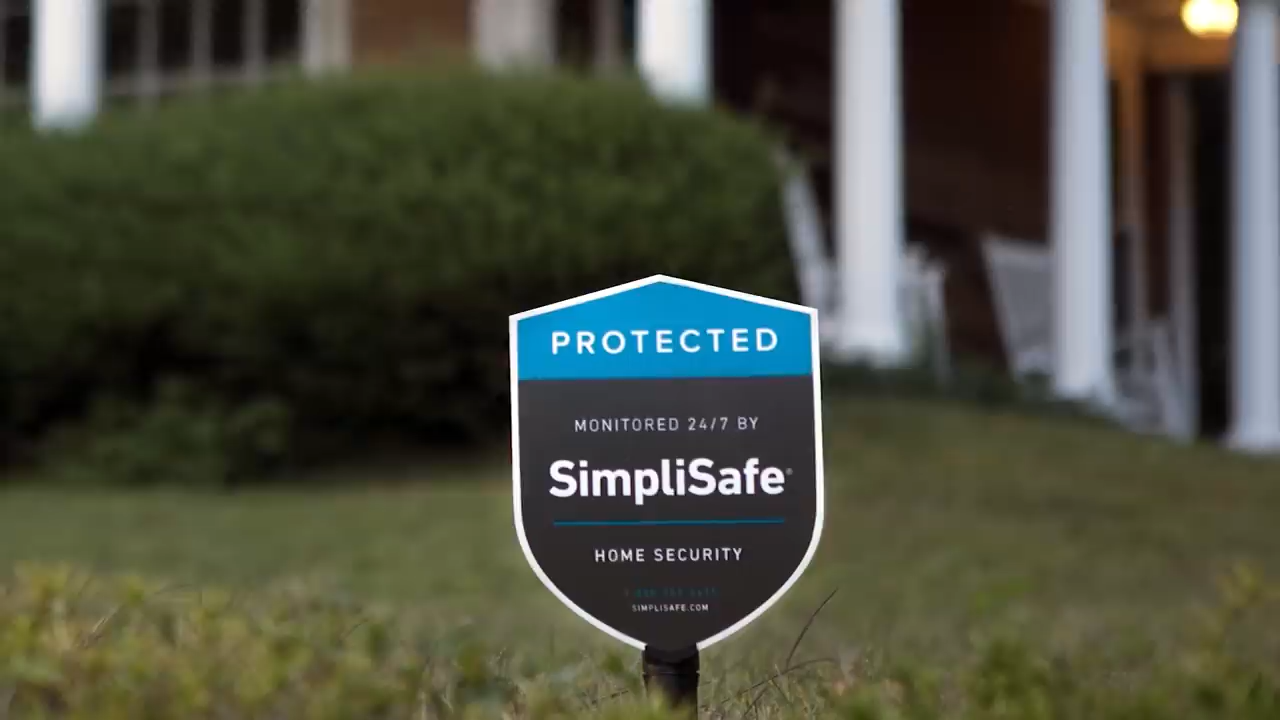 PROTECTED
MONITORED 24/7 BY
SimpliSafe®
HOME SECURITY
SIMPLISAFE.COM